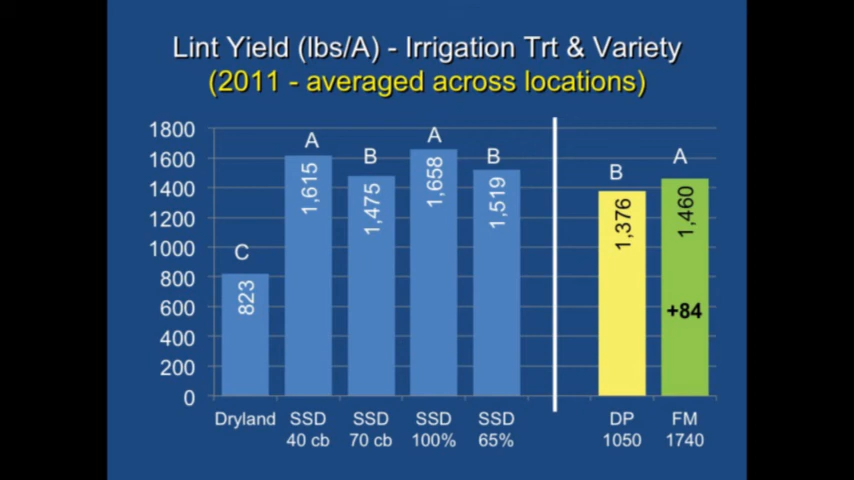 Lint Yield (lbs/A) - Irrigation Trt & Variety
(2011 - averaged across locations)
1800
1600
1400
1200
1000
800
600
400
200
0
A
B
A
B
C
B
A
823
1,615
1,475
1,658
1,519
1,376
1,460
+84
Dryland
SSD
40 cb
SSD
70 cb
SSD
100%
SSD
65%
DP
1050
FM
1740